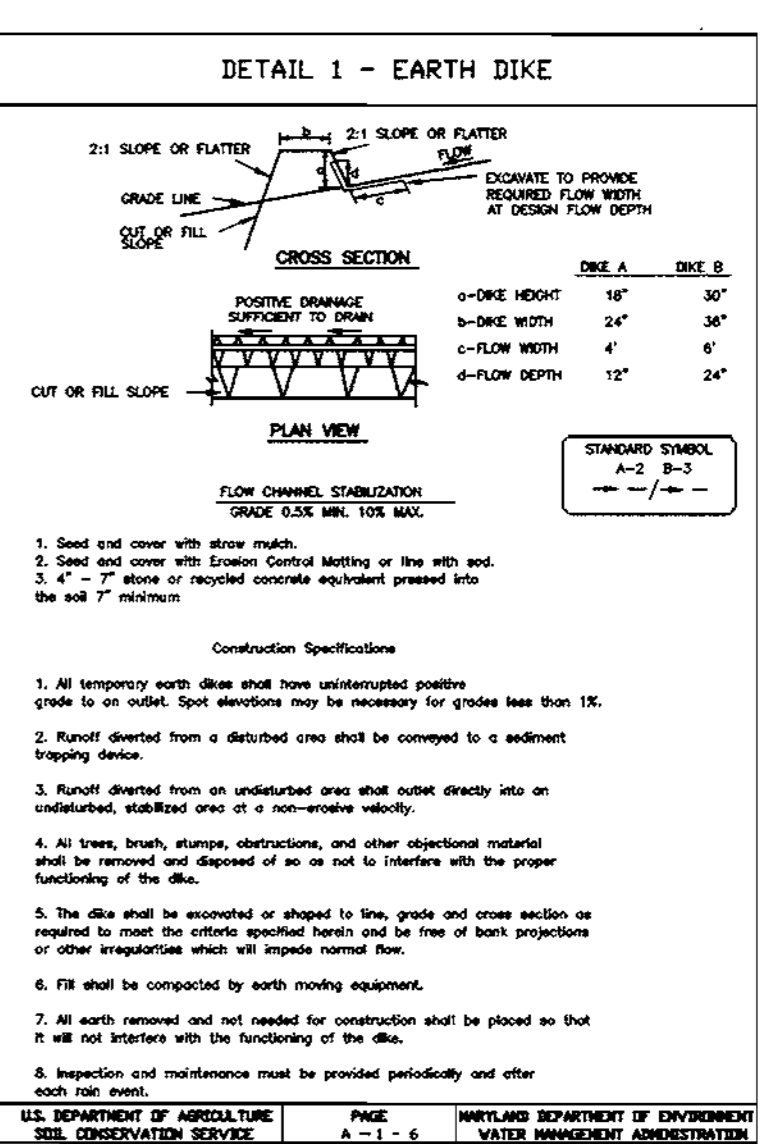 DETAIL 1 - EARTH DIKE
b
2:1 SLOPE OR FLATTER
2:1 SLOPE OR FLATTER
FLOW
a
d
c
EXCAVATE TO PROVIDE
REQUIRED FLOW WIDTH
AT DESIGN FLOW DEPTH
GRADE LINE
CUT OR FILL
SLOPE
CROSS SECTION
DIKE A DIKE B
a-DIKE HEIGHT 18" 30"
b-DIKE WIDTH 24" 36"
c-FLOW WIDTH 4' 6'
d-FLOW DEPTH 12" 24"
POSITIVE DRAINAGE
SUFFICIENT TO DRAIN
CUT OR FILL SLOPE
PLAN VIEW
STANDARD SYMBOL
A-2 B-3
/
FLOW CHANNEL STABILIZATION
GRADE 0.5% MIN. 10% MAX.
1. Seed and cover with straw mulch.
2. Seed and cover with Erosion Control Matting or line with sod.
3. 4" - 7" stone or recycled concrete equivalent pressed into
the soil 7" minimum
Construction Specifications
1. All temporary earth dikes shall have uninterrupted positive
grade to an outlet. Spot elevations may be necessary for grades less than 1%.
2. Runoff diverted from a disturbed area shall be conveyed to a sediment
trapping device.
3. Runoff diverted from an undisturbed area shall outlet directly into an
undisturbed, stabilized area at a non-erosive velocity.
4. All trees, brush, stumps, obstructions, and other objectional material
shall be removed and disposed of so as not to interfere with the proper
functioning of the dike.
5. The dike shall be excavated or shaped to line, grade and cross section as
required to meet the criteria specified herein and be free of bank projections
or other irregularities which will impede normal flow.
6. Fill shall be compacted by earth moving equipment.
7. All earth removed and not needed for construction shall be placed so that
it will not interfere with the functioning of the dike.
8. Inspection and maintenance must be provided periodically and after
each rain event.
U.S. DEPARTMENT OF AGRICULTURE
SOIL CONSERVATION SERVICE
PAGE
A - 1 - 6
MARYLAND DEPARTMENT OF ENVIRONMENT
WATER MANAGEMENT ADMINISTRATION